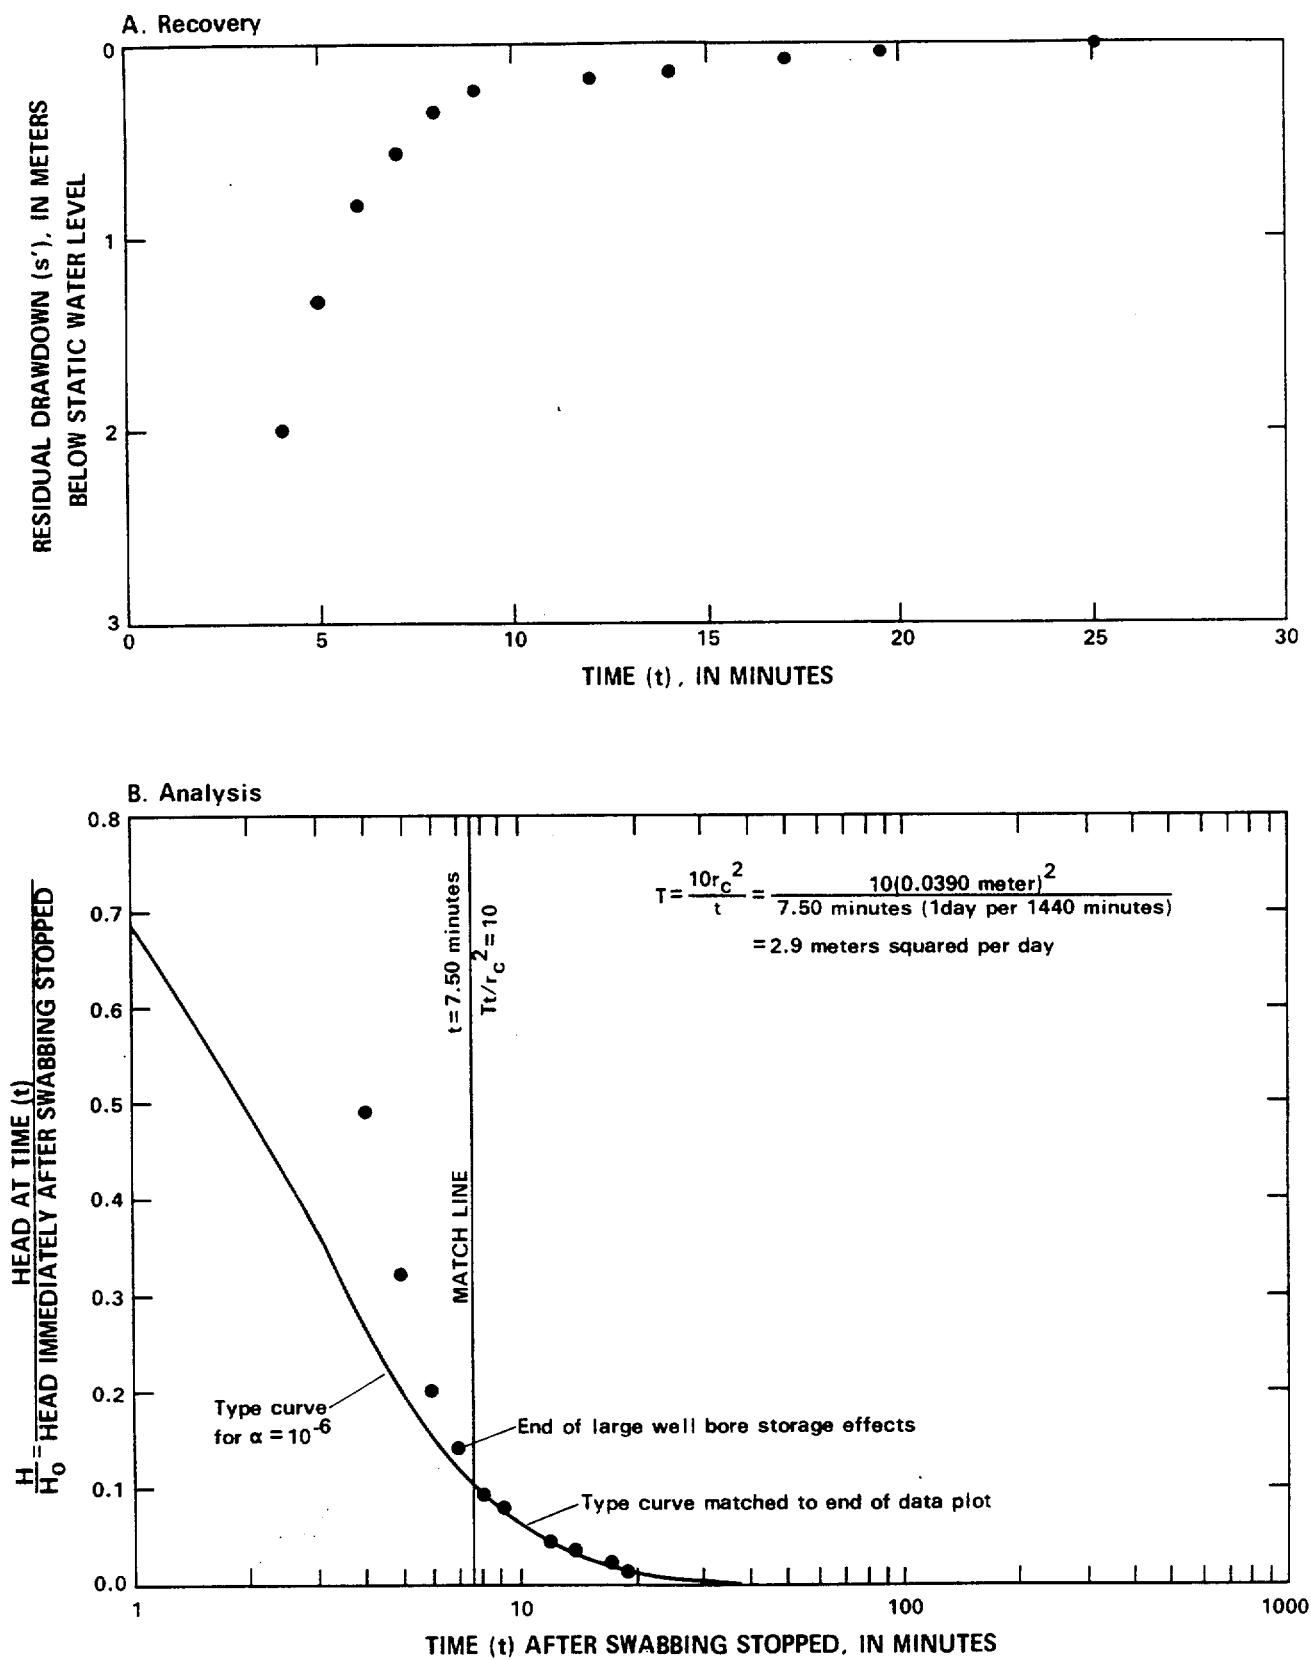 A. Recovery
RESIDUAL DRAWDOWN (s'), IN METERS
BELOW STATIC WATER LEVEL
0
1
2
3
0 5 10 15 20 25 30
TIME (t), IN MINUTES
B. Analysis
H/H₀ = HEAD AT TIME (t) / HEAD IMMEDIATELY AFTER SWABBING STOPPED
0.8
0.7
0.6
0.5
0.4
0.3
0.2
0.1
0.0
t=7.50 minutes
Tt/r_c²=10
MATCH LINE
T= 10r_c²/t = 10(0.0390 meter)² / 7.50 minutes (1day per 1440 minutes)
=2.9 meters squared per day
Type curve
for α=10⁻⁶
End of large well bore storage effects
Type curve matched to end of data plot
1 10 100 1000
TIME (t) AFTER SWABBING STOPPED, IN MINUTES